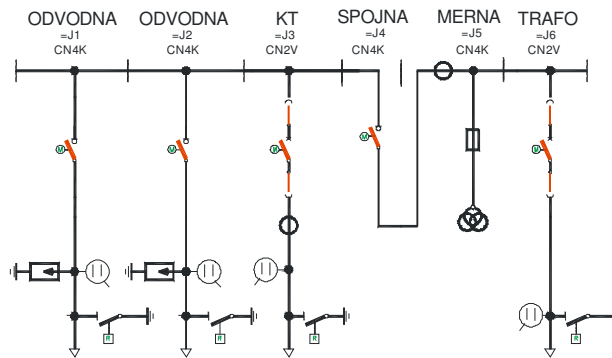 ODVODNA ODVODNA KT SPOJNA MERNA TRAFO
=J1 =J2 =J3 =J4 =J5 =J6
CN4K CN4K CN2V CN4K CN4K CN2V
M M M M M
R R R R